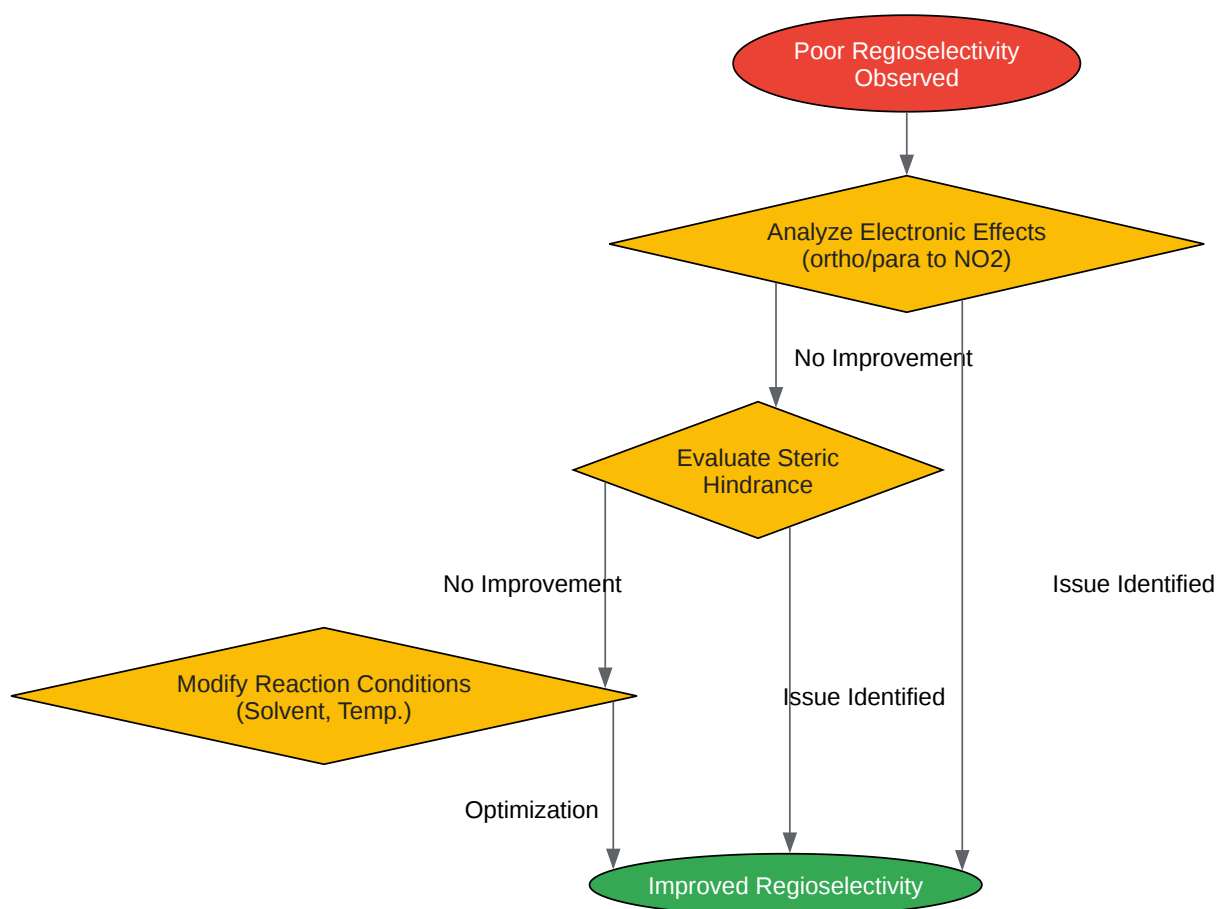 Poor Regioselectivity
Observed
Analyze Electronic Effects
(ortho/para to NO2)
No Improvement
Evaluate Steric
Hindrance
No Improvement
Issue Identified
Modify Reaction Conditions
(Solvent, Temp.)
Issue Identified
Optimization
Improved Regioselectivity